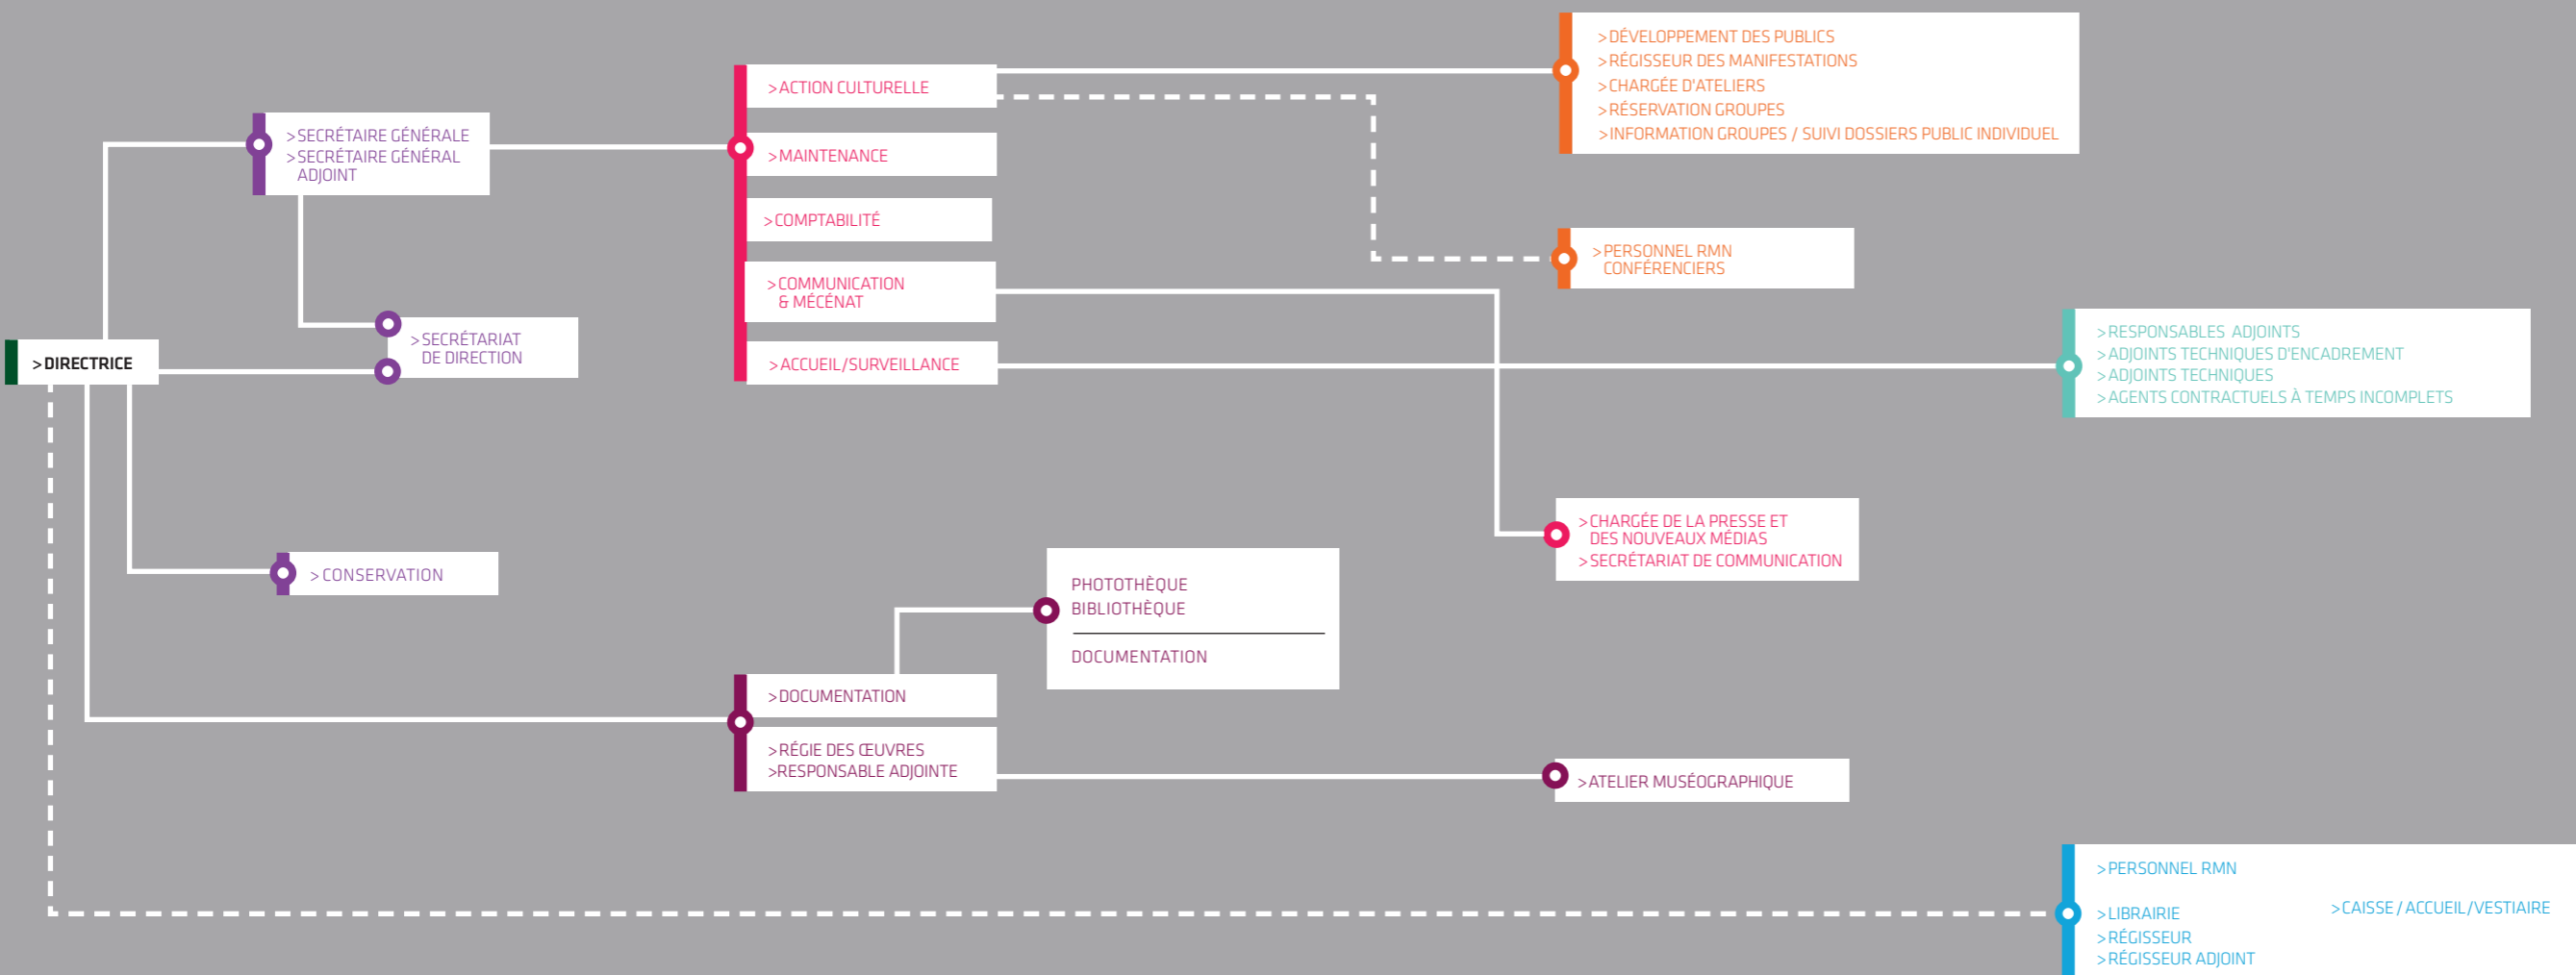 >DIRECTRICE
>SECRÉTAIRE GÉNÉRALE
>SECRÉTAIRE GÉNÉRAL
ADJOINT
>SECRÉTARIAT
DE DIRECTION
>CONSERVATION
>ACTION CULTURELLE
>MAINTENANCE
>COMPTABILITÉ
>COMMUNICATION
& MÉCÉNAT
>ACCUEIL/SURVEILLANCE
>DOCUMENTATION
>RÉGIE DES ŒUVRES
>RESPONSABLE ADJOINTE
PHOTOTHÈQUE
BIBLIOTHÈQUE
DOCUMENTATION
>DÉVELOPPEMENT DES PUBLICS
>RÉGISSEUR DES MANIFESTATIONS
>CHARGÉE D'ATELIERS
>RÉSERVATION GROUPES
>INFORMATION GROUPES / SUIVI DOSSIERS PUBLIC INDIVIDUEL
>PERSONNEL RMN
CONFÉRENCIERS
>CHARGÉE DE LA PRESSE ET
DES NOUVEAUX MÉDIAS
>SECRÉTARIAT DE COMMUNICATION
>ATELIER MUSÉOGRAPHIQUE
>RESPONSABLES ADJOINTS
>ADJOINTS TECHNIQUES D'ENCADREMENT
>ADJOINTS TECHNIQUES
>AGENTS CONTRACTUELS À TEMPS INCOMPLETS
>PERSONNEL RMN
>LIBRAIRIE
>RÉGISSEUR
>RÉGISSEUR ADJOINT
>CAISSE / ACCUEIL/VESTIAIRE